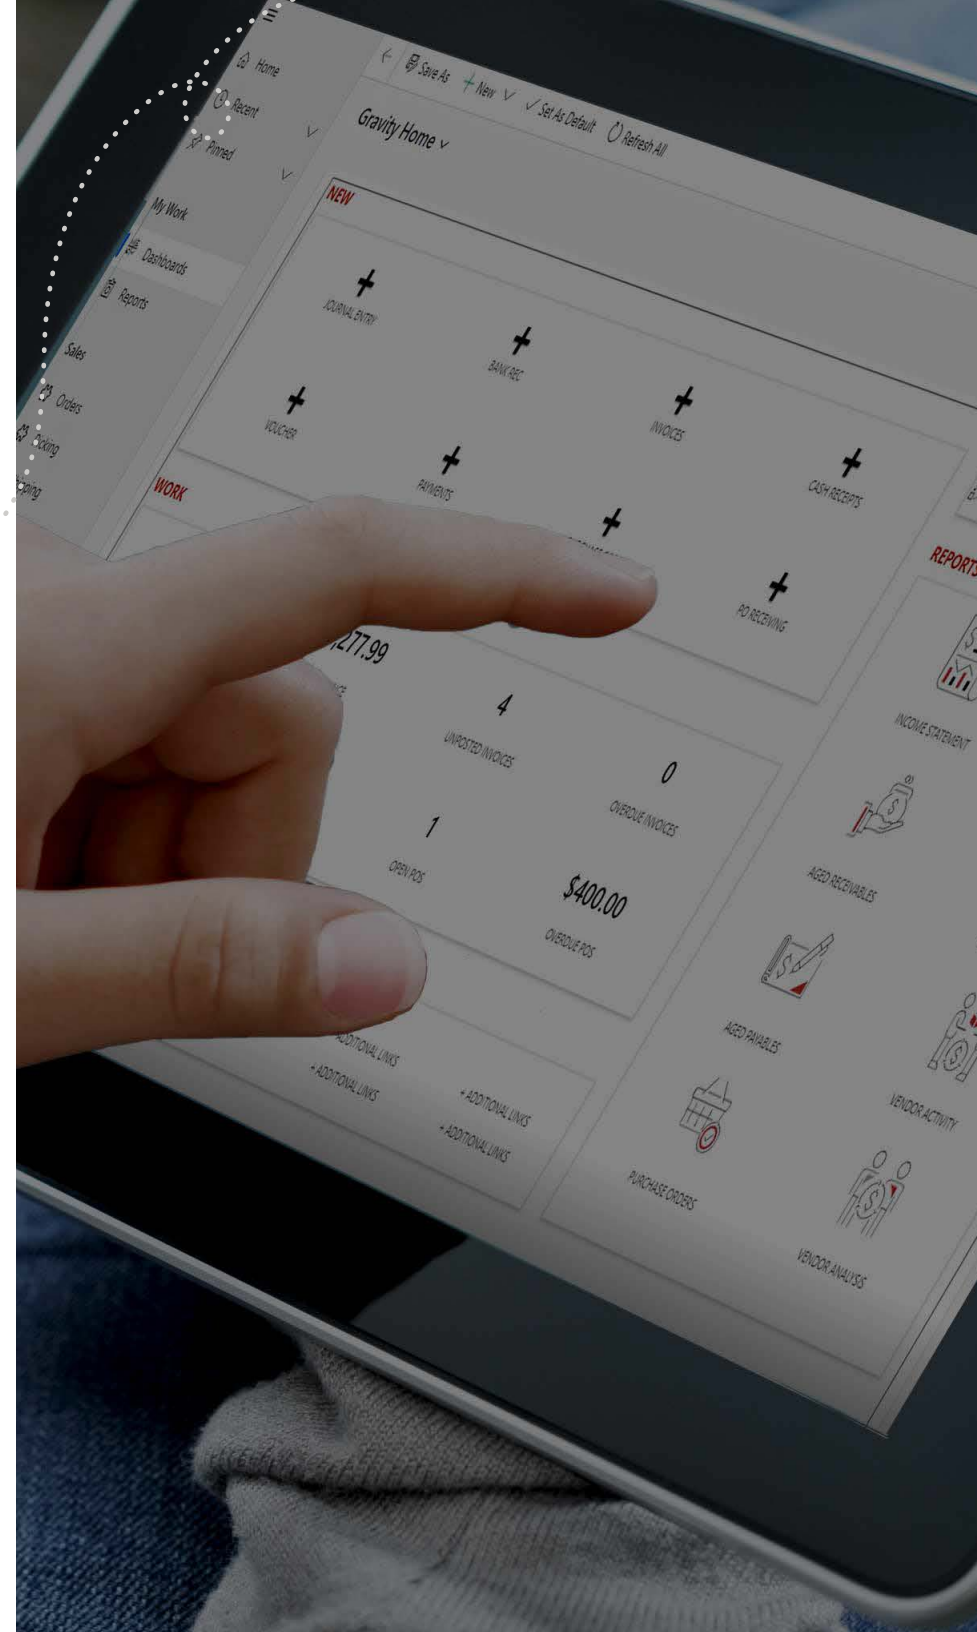 Home
Recent
Pinned
My Work
Dashboards
Reports
Sales
Orders
Picking
Save As
New
Set As Default
Refresh All
Gravity Home
NEW
JOURNAL ENTRY
BANK REC
INVOICES
CASH RECEIPTS
VOUCHER
PAYMENTS
PO RECEIVING
WORK
277.99
4
UNPOSTED INVOICES
0
OVERDUE INVOICES
1
OPEN POS
$400.00
OVERDUE POS
ADDITIONAL LINKS
+ ADDITIONAL LINKS
+ ADDITIONAL LINKS
+ ADDITIONAL LINKS
REPORTS
INCOME STATEMENT
AGED RECEIVABLES
AGED PAYABLES
VENDOR ACTIVITY
PURCHASE ORDERS
VENDOR ANALYSIS